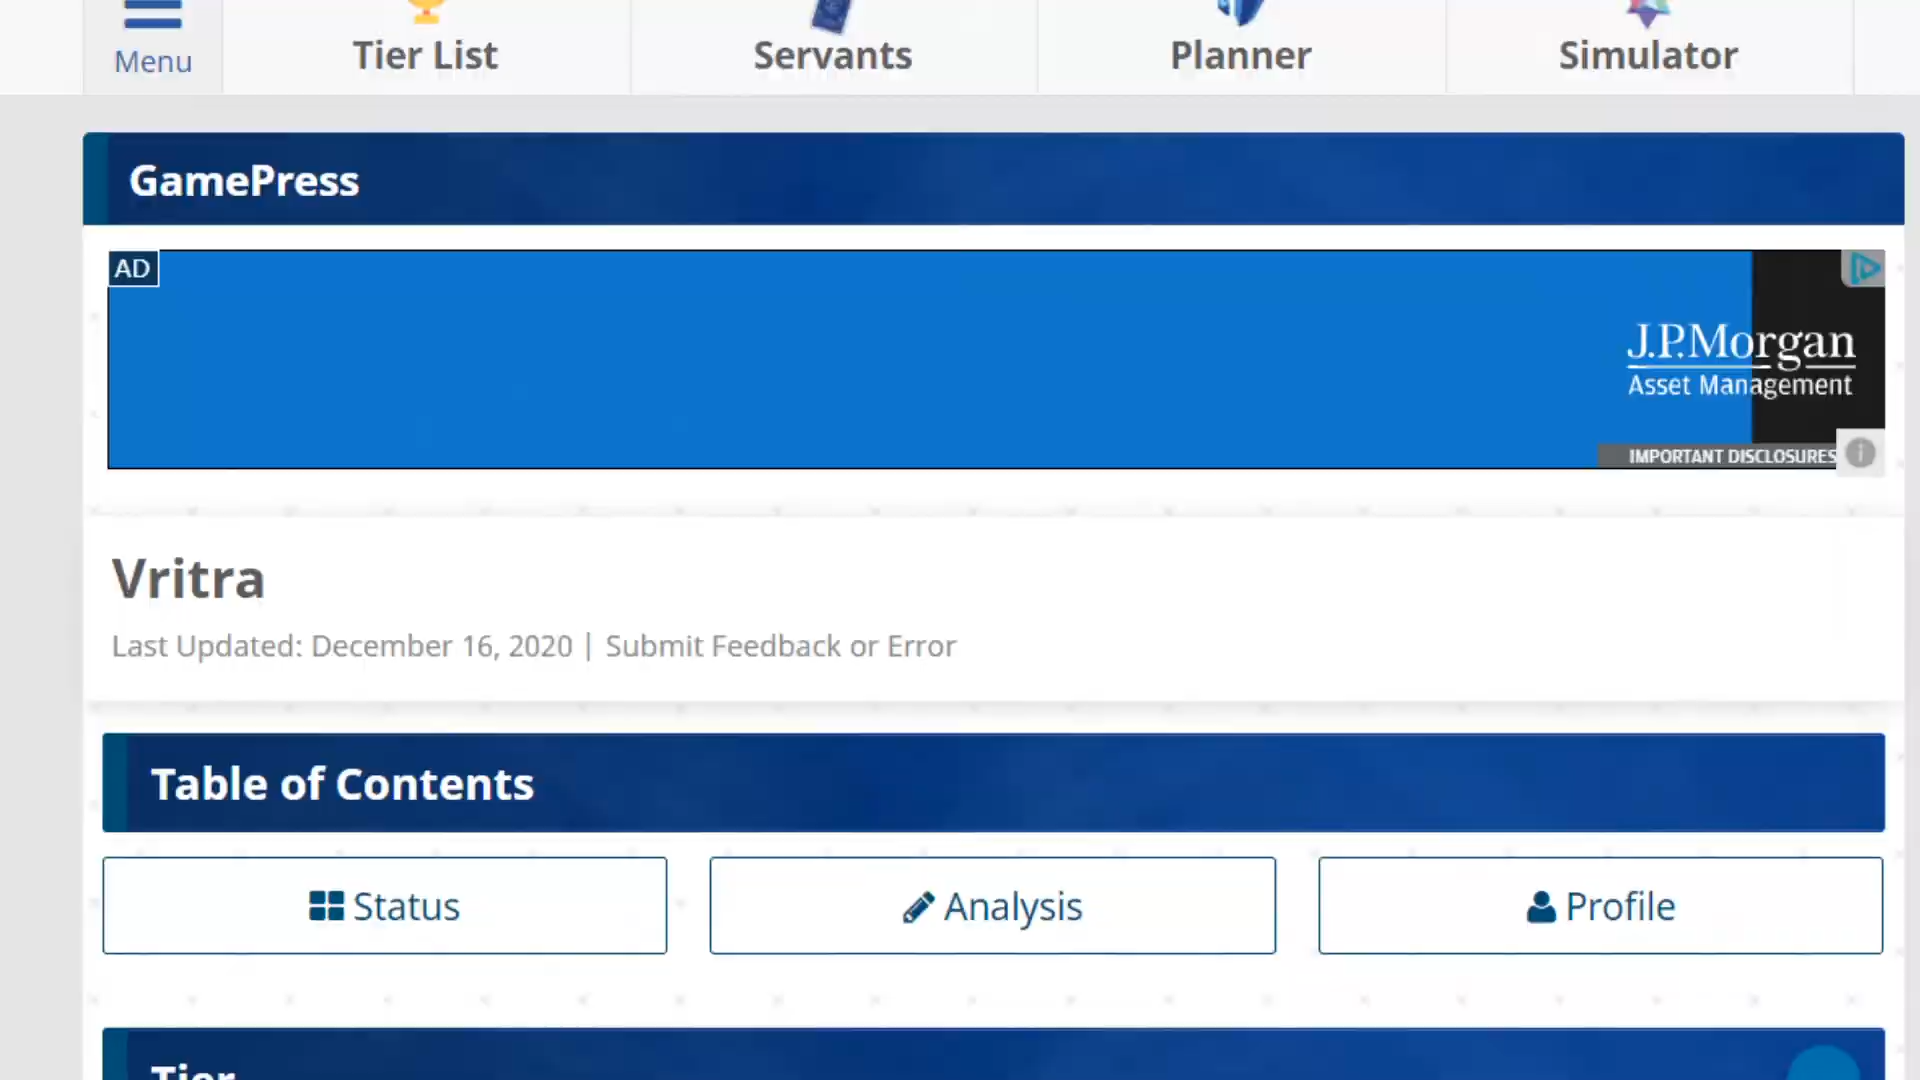 Menu
Tier List
Servants
Planner
Simulator
GamePress
AD
J.P.Morgan
Asset Management
IMPORTANT DISCLOSURES
Vritra
Last Updated: December 16, 2020 | Submit Feedback or Error
Table of Contents
Status
Analysis
Profile
Tier